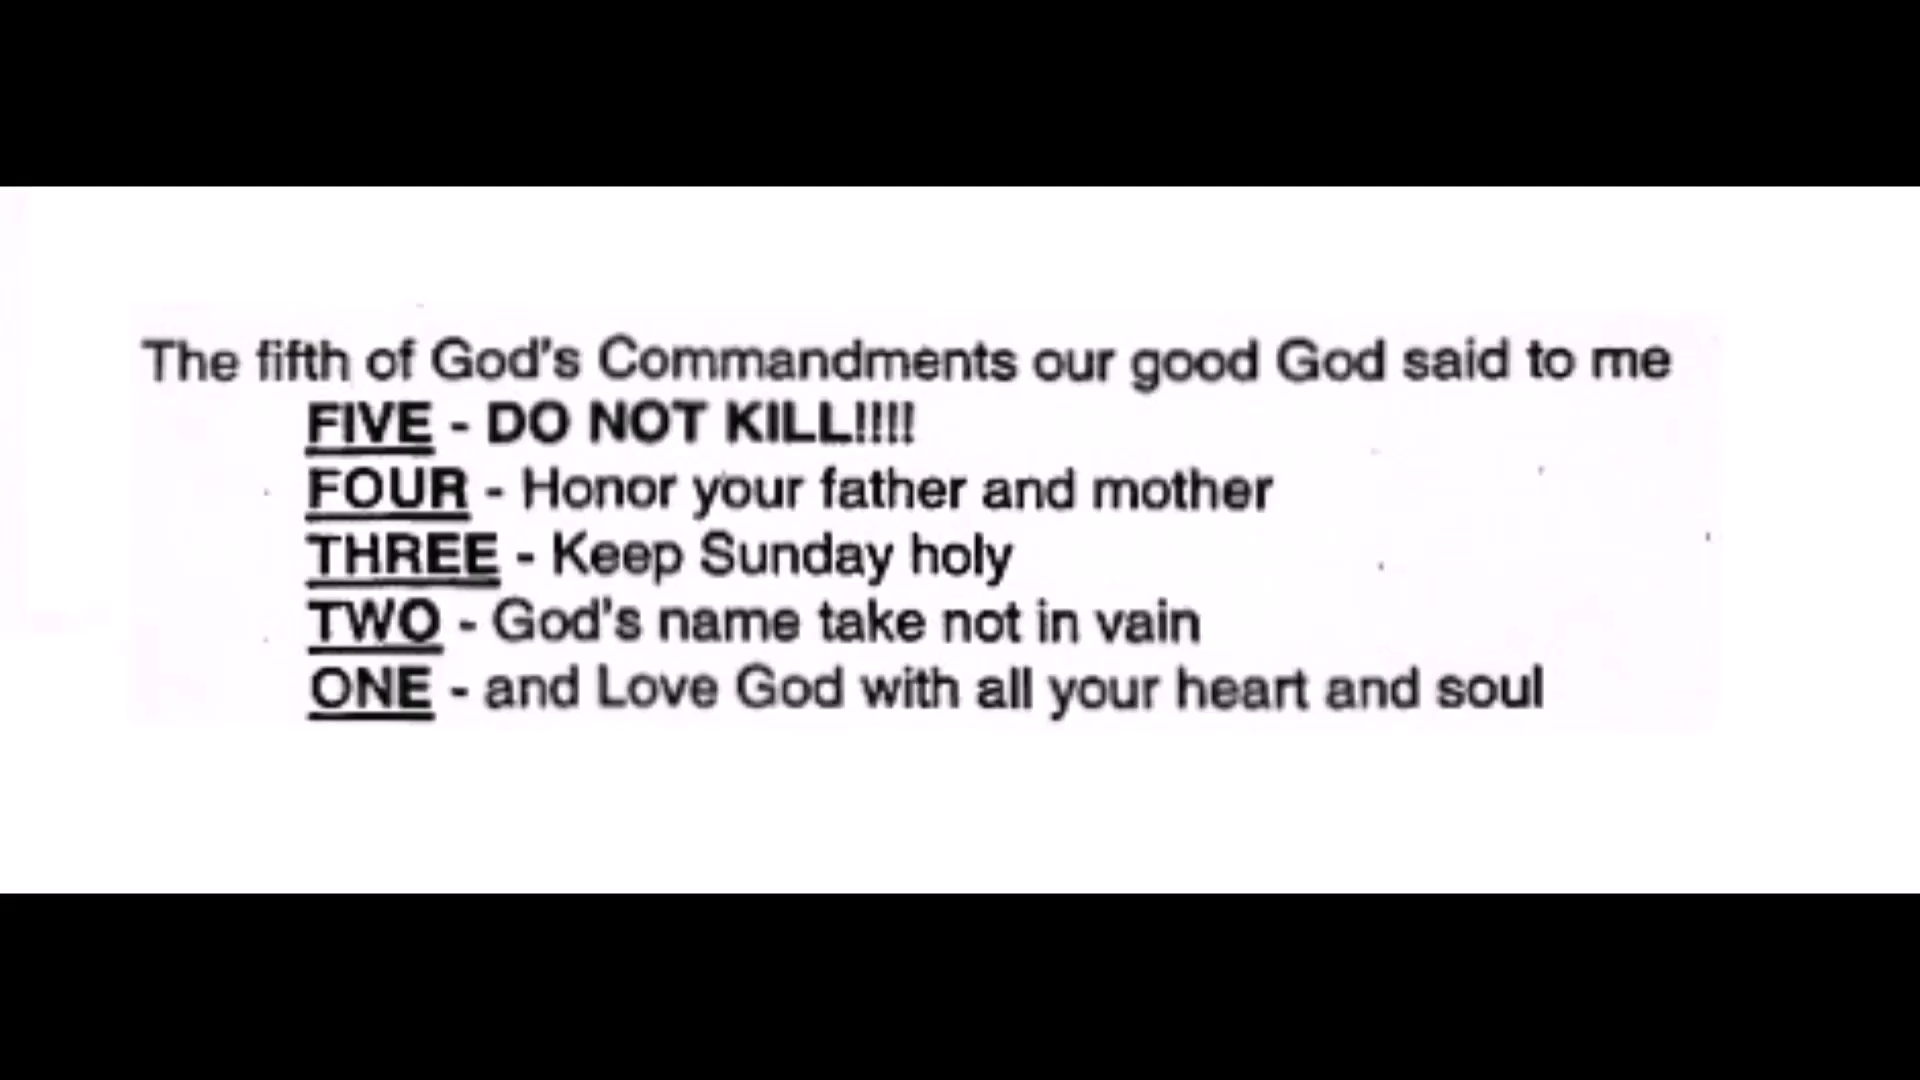 The fifth of God's Commandments our good God said to me
FIVE - DO NOT KILL!!!!
FOUR - Honor your father and mother
THREE - Keep Sunday holy
TWO - God's name take not in vain
ONE - and Love God with all your heart and soul